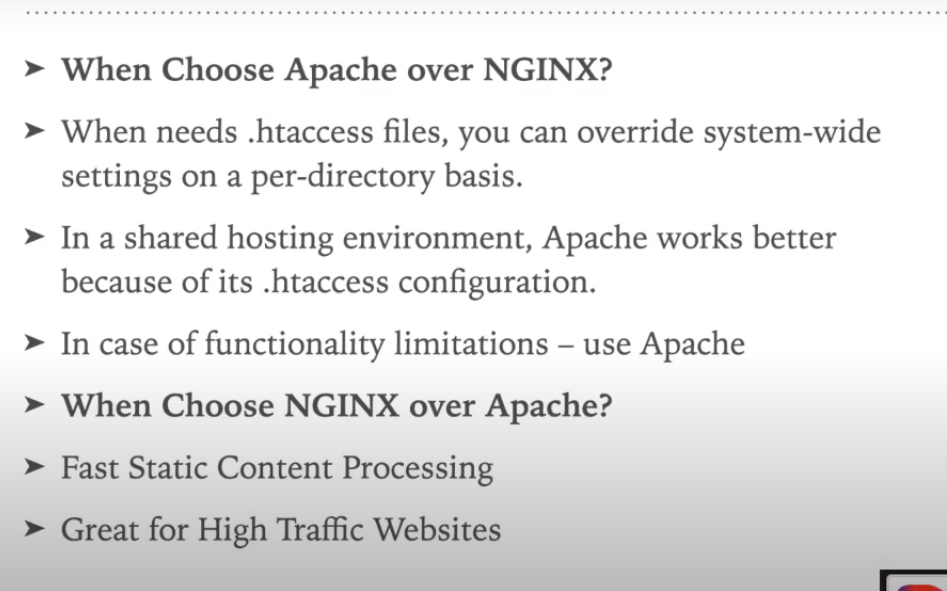 ➤ When Choose Apache over NGINX?
➤ When needs .htaccess files, you can override system-wide
settings on a per-directory basis.
➤ In a shared hosting environment, Apache works better
because of its .htaccess configuration.
➤ In case of functionality limitations – use Apache
➤ When Choose NGINX over Apache?
➤ Fast Static Content Processing
➤ Great for High Traffic Websites